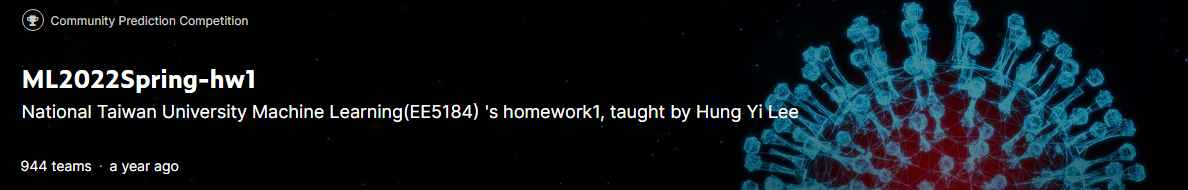 Community Prediction Competition
ML2022Spring-hw1
National Taiwan University Machine Learning(EE5184) 's homework1, taught by Hung Yi Lee
944 teams · a year ago